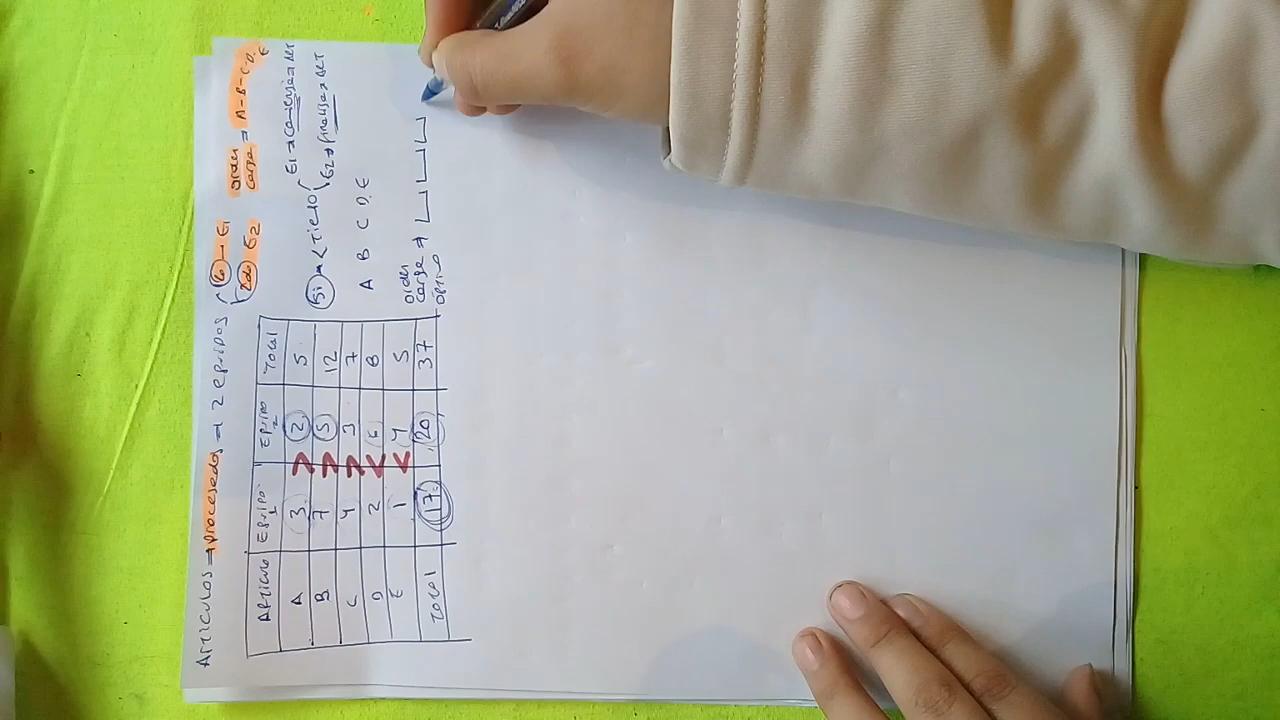 Articulos → procesados → 2 equipos
1o → E1
2do E2
orden carga = A-B-C-D-E
Articulo Equipo 1 Equipo 2 Total
A 3 > 2 5
B 7 > 5 12
C 4 > 3 7
D 2 < 6 8
E 1 < 4 5
Total 17 20 37
Si → < Tiempo
E1 → comienza → Art
E2 → finaliza → Art
A B C D, E
orden
carga →
optimo